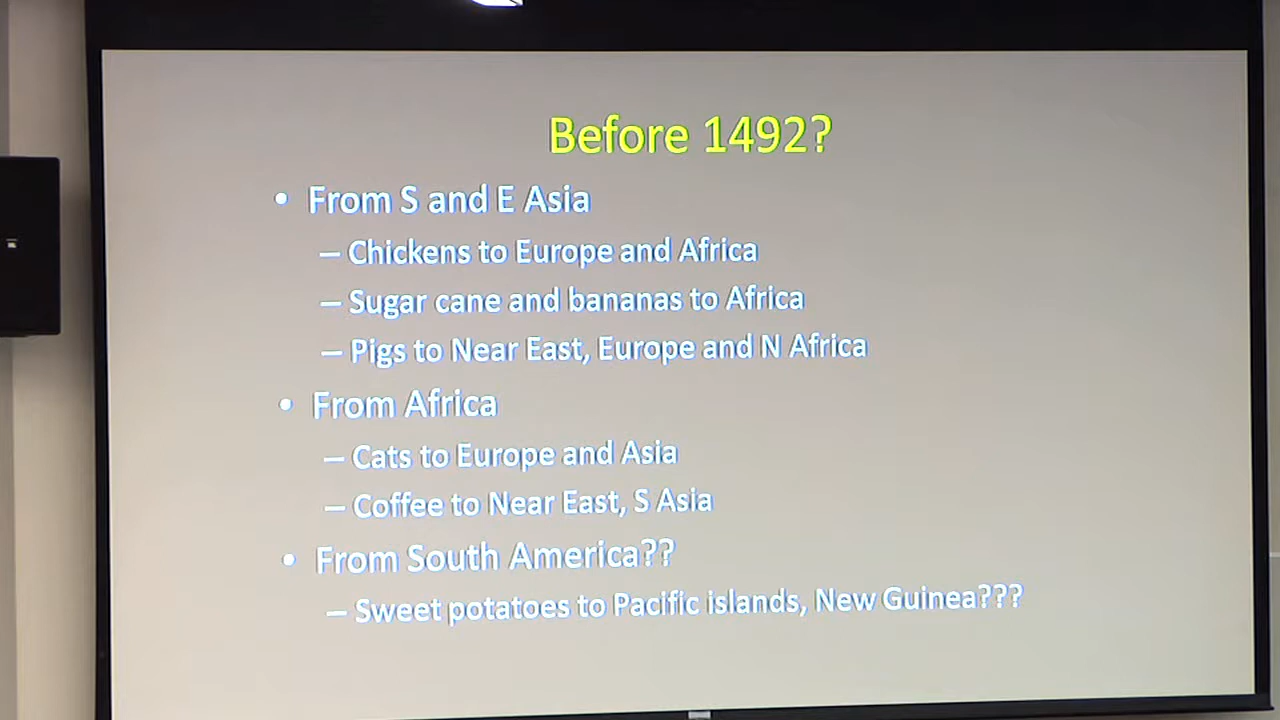 Before 1492?
• From S and E Asia
– Chickens to Europe and Africa
– Sugar cane and bananas to Africa
– Pigs to Near East, Europe and N Africa
• From Africa
– Cats to Europe and Asia
– Coffee to Near East, S Asia
• From South America??
– Sweet potatoes to Pacific islands, New Guinea???